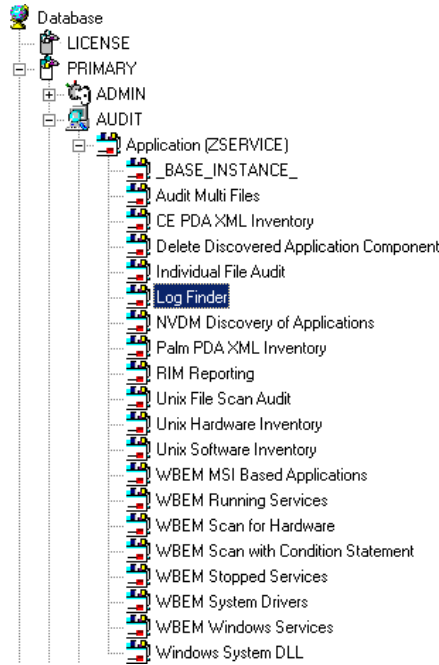 Database
LICENSE
PRIMARY
ADMIN
AUDIT
Application (ZSERVICE)
_BASE_INSTANCE_
Audit Multi Files
CE PDA XML Inventory
Delete Discovered Application Component
Individual File Audit
Log Finder
NVDM Discovery of Applications
Palm PDA XML Inventory
RIM Reporting
Unix File Scan Audit
Unix Hardware Inventory
Unix Software Inventory
WBEM MSI Based Applications
WBEM Running Services
WBEM Scan for Hardware
WBEM Scan with Condition Statement
WBEM Stopped Services
WBEM System Drivers
WBEM Windows Services
Windows System DLL